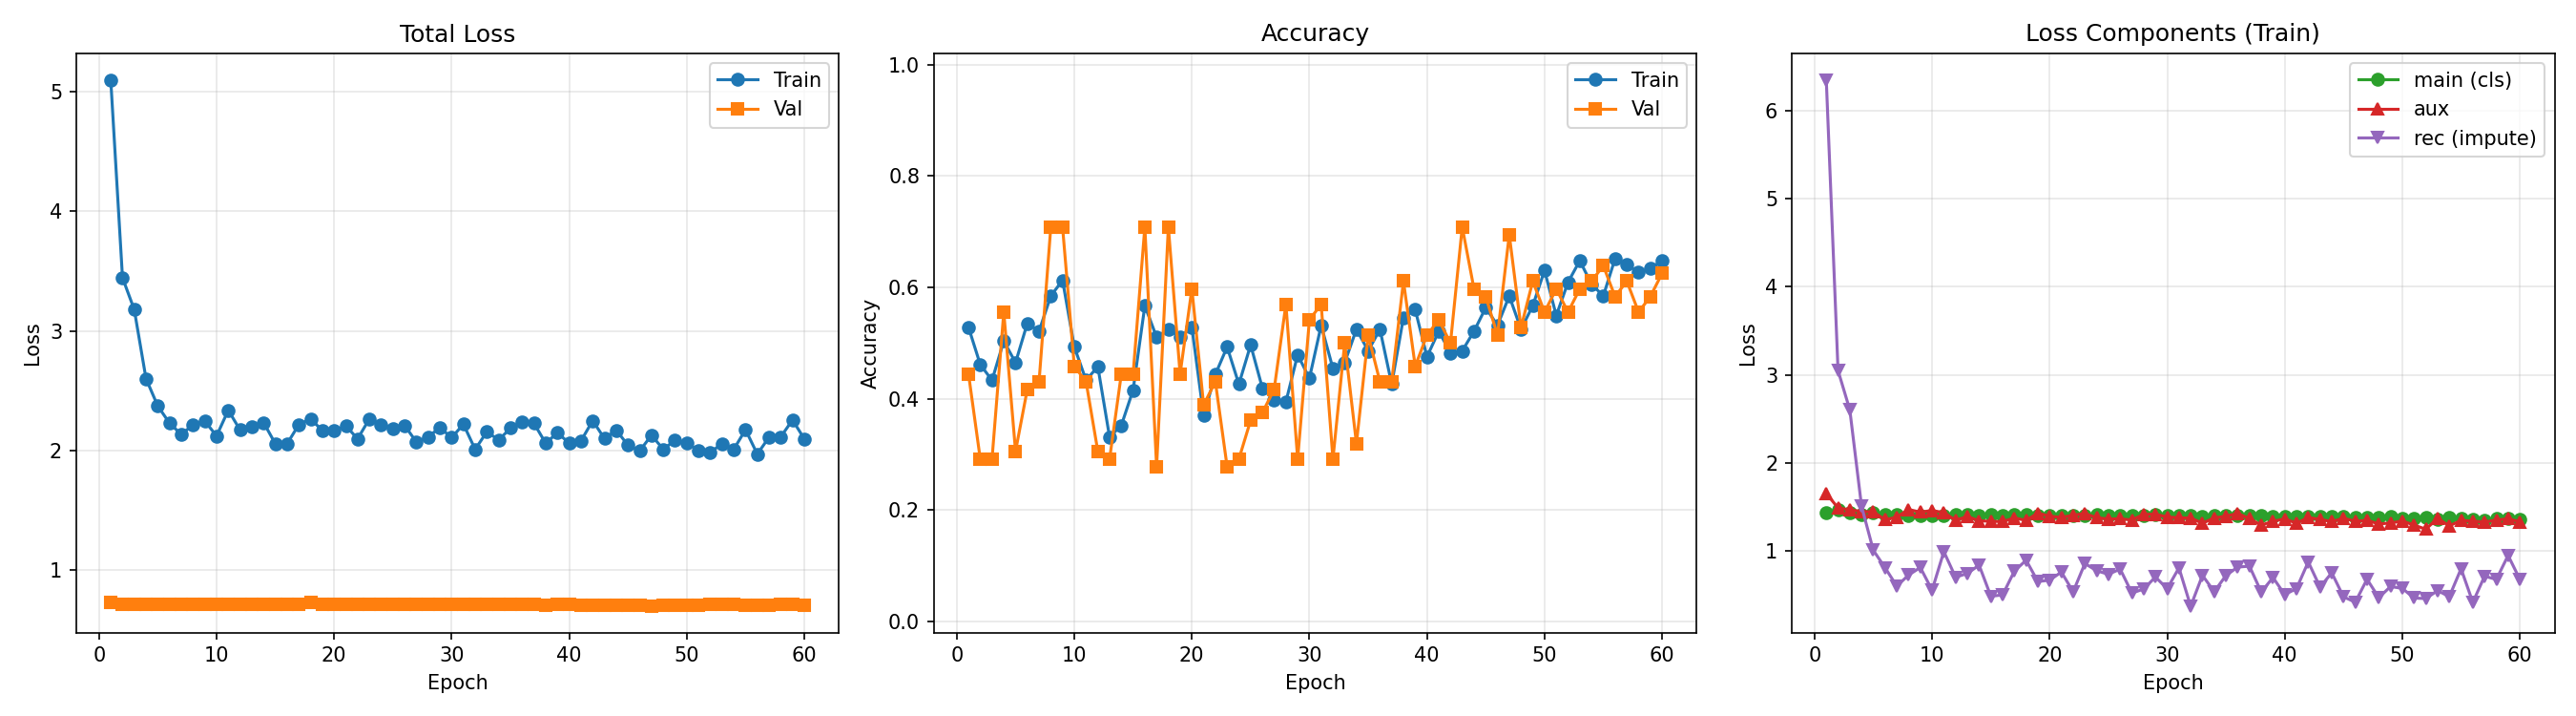 Total Loss
Loss
5
4
3
2
1
0
10
20
30
40
50
60
Epoch
Train
Val
Accuracy
Accuracy
1.0
0.8
0.6
0.4
0.2
0.0
0
10
20
30
40
50
60
Epoch
Train
Val
Loss Components (Train)
Loss
6
5
4
3
2
1
0
10
20
30
40
50
60
Epoch
main (cls)
aux
rec (impute)